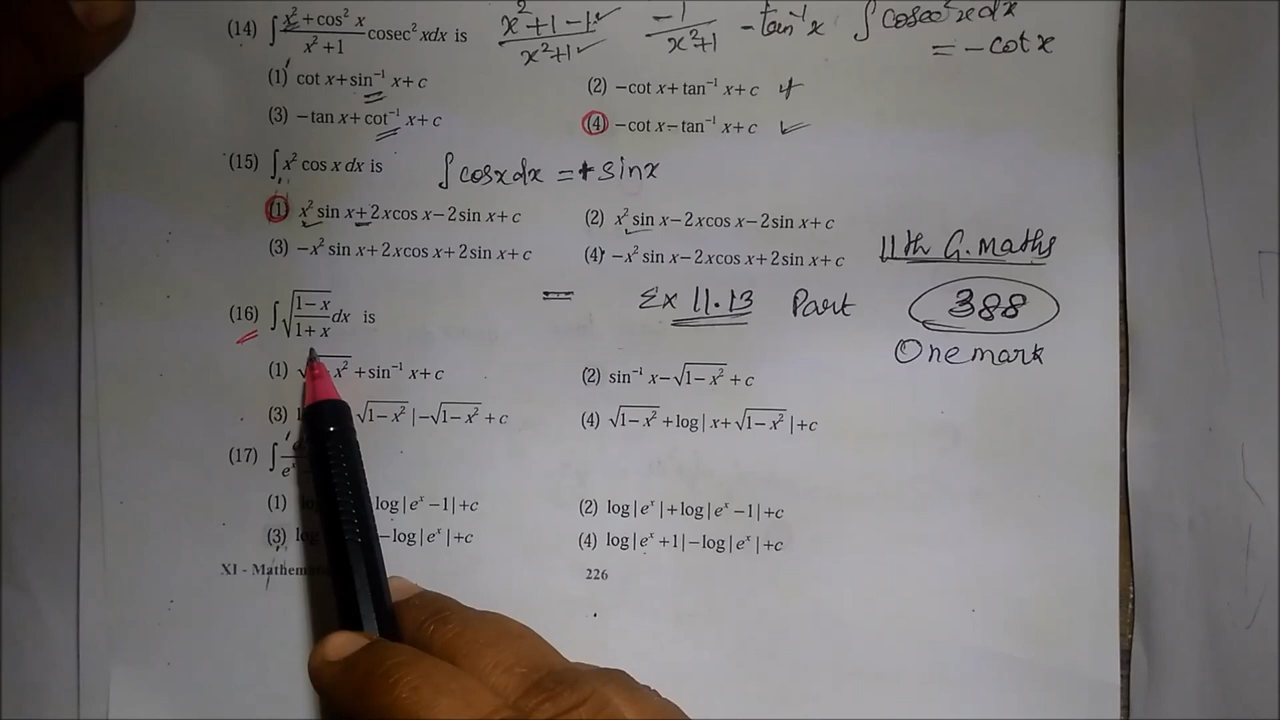 (14) ∫ x² + cos² x / x² + 1 cosec² xdx is x² + 1 − 1 / x² + 1 −1 / x² + 1 − tan⁻¹ x ∫ cosec² x dx
= − cot x
(1) cot x + sin⁻¹ x + c (2) −cot x + tan⁻¹ x + c
(3) −tan x + cot⁻¹ x + c (4) −cot x − tan⁻¹ x + c
(15) ∫ x² cos x dx is ∫ cosx dx = + sinx
(1) x² sin x + 2x cos x − 2 sin x + c (2) x² sin x − 2x cos x − 2 sin x + c
(3) −x² sin x + 2x cos x + 2 sin x + c (4) −x² sin x − 2x cos x + 2 sin x + c
11th G. maths
(16) ∫ √(1 − x / 1 + x) dx is = Ex 11.13 Part 388
One mark
(1) √ x² + sin⁻¹ x + c (2) sin⁻¹ x − √(1 − x²) + c
(3) √(1 − x²) | − √(1 − x²) + c (4) √(1 − x²) + log | x + √(1 − x²) | + c
(17) ∫
(1) log | eˣ − 1 | + c (2) log | eˣ | + log | eˣ − 1 | + c
(3) − log | eˣ | + c (4) log | eˣ + 1 | − log | eˣ | + c
XI - Mathem 226